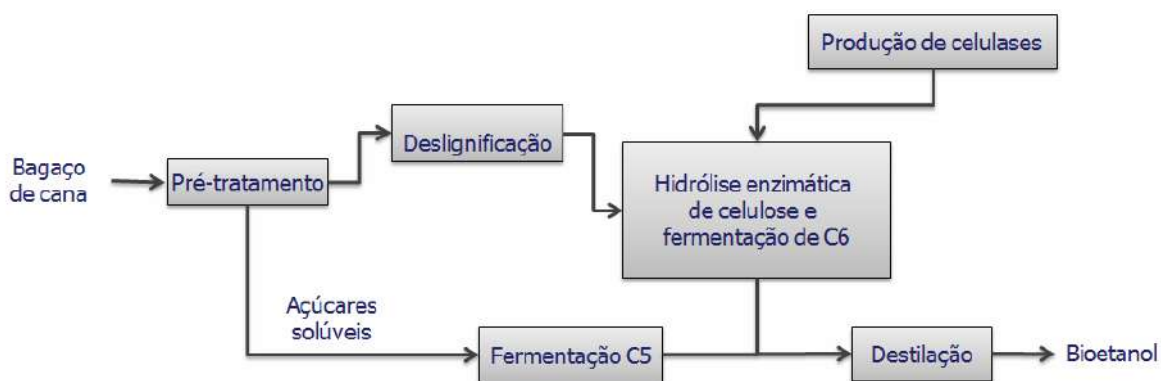 Produção de celulases
Deslignificação
Bagaço
de cana
Pré-tratamento
Hidrólise enzimática
de celulose e
fermentação de C6
Açúcares
solúveis
Fermentação C5
Destilação
Bioetanol